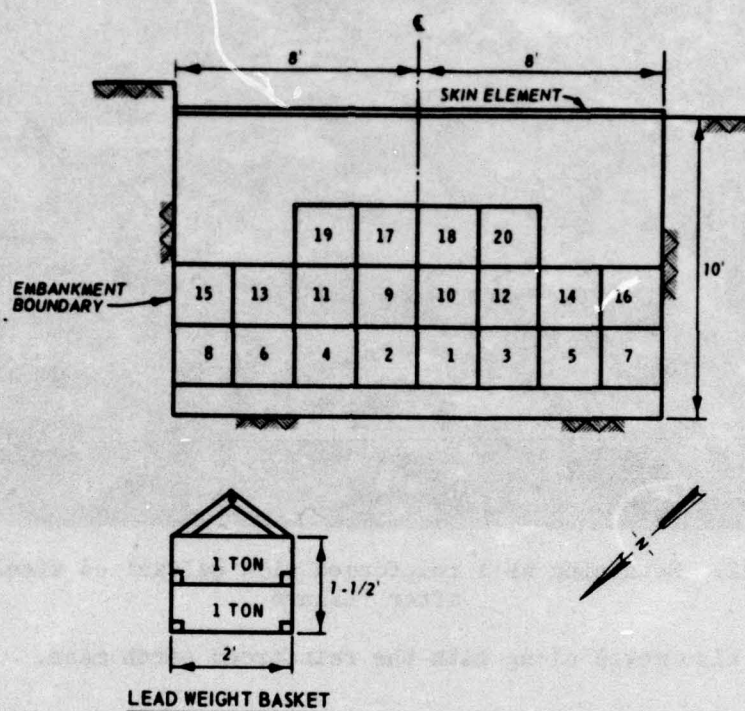 ℄
8' 8'
SKIN ELEMENT
19 17 18 20
10'
EMBANKMENT
BOUNDARY
15 13 11 9 10 12 14 16
8 6 4 2 1 3 5 7
1 TON
1 TON
1-1/2'
2'
N
LEAD WEIGHT BASKET